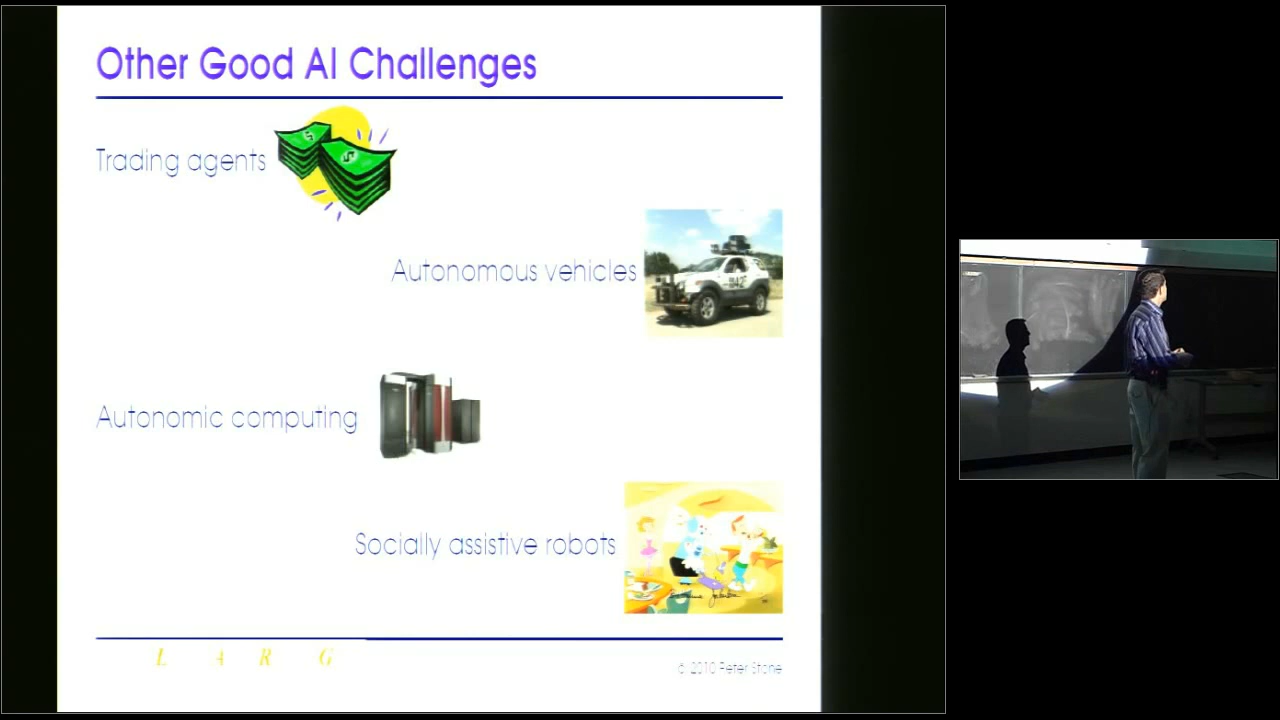 Other Good AI Challenges
Trading agents
Autonomous vehicles
Autonomic computing
Socially assistive robots
L A R G
© 2010 Peter Stone